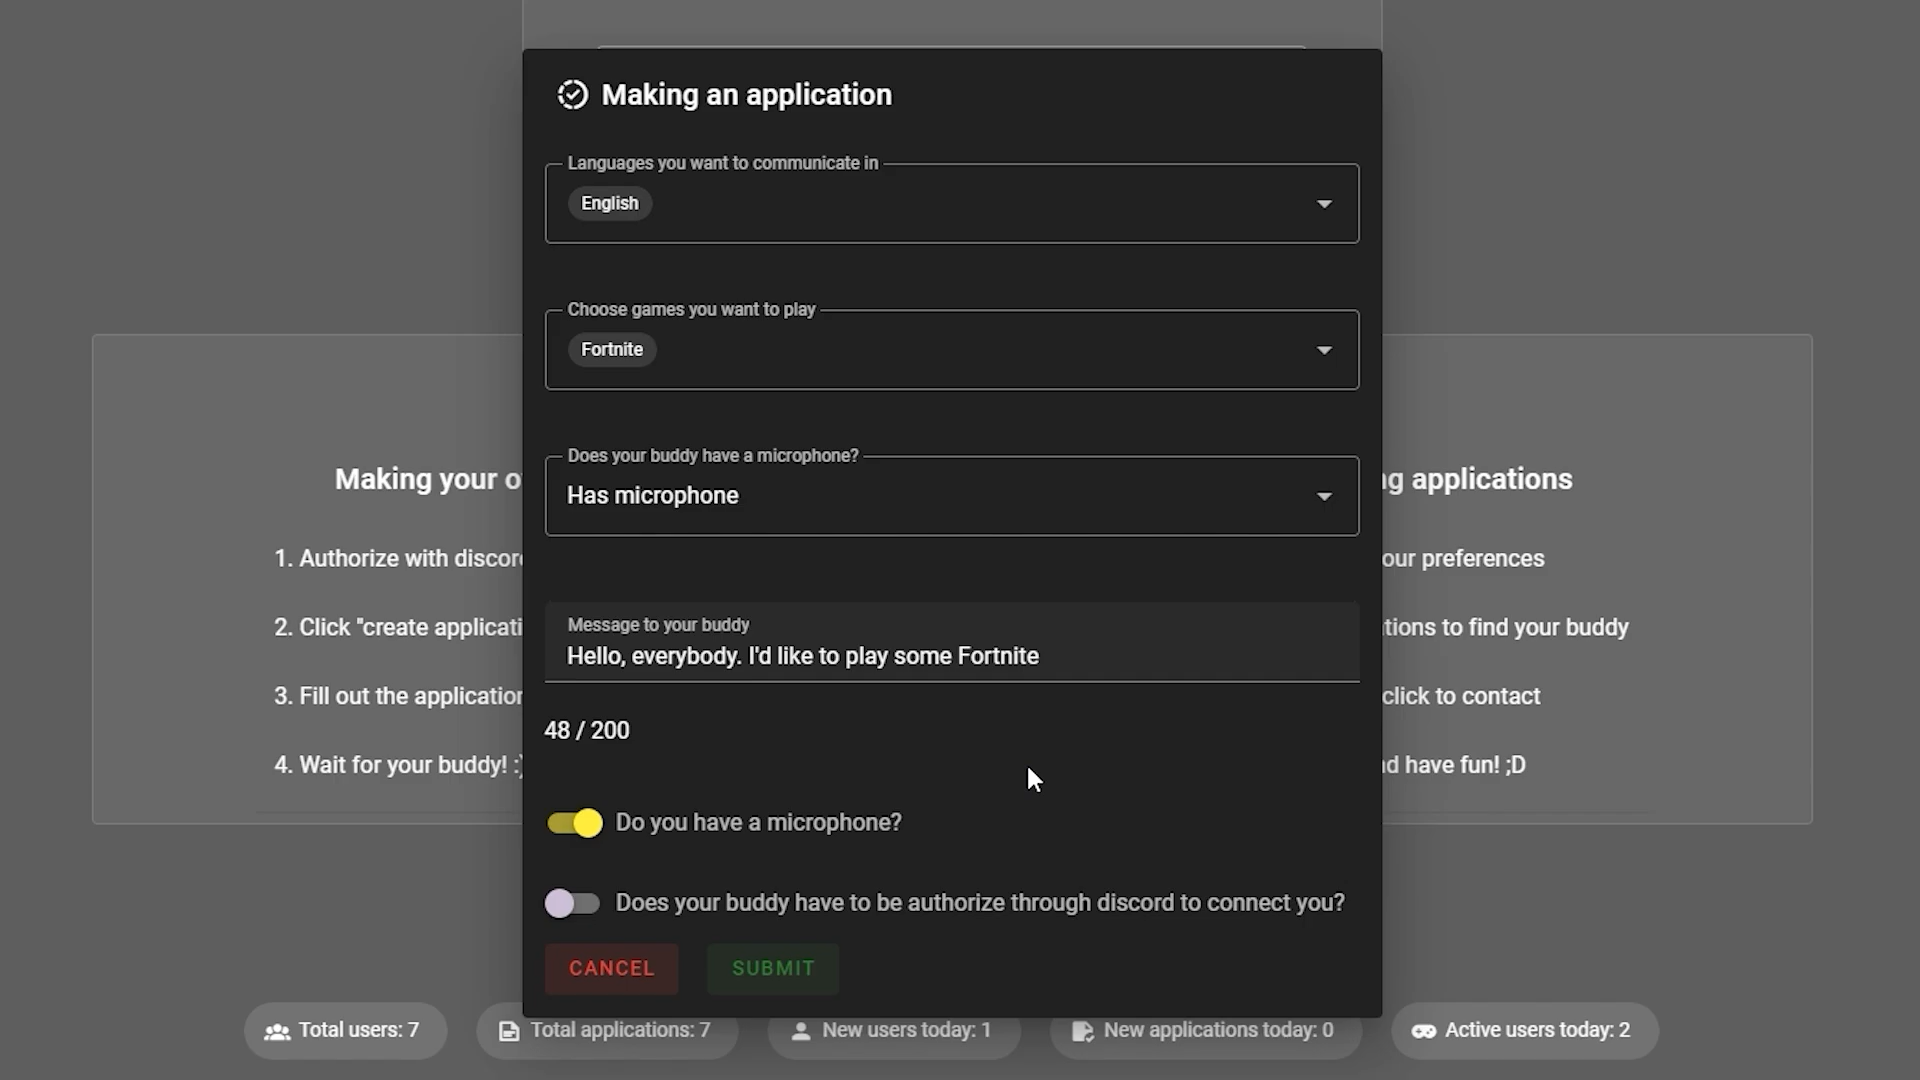 Making an application
Languages you want to communicate in
English
Choose games you want to play
Fortnite
Does your buddy have a microphone?
Has microphone
Message to your buddy
Hello, everybody. I'd like to play some Fortnite
48 / 200
Do you have a microphone?
Does your buddy have to be authorize through discord to connect you?
CANCEL
SUBMIT
Making your
1. Authorize with discord
2. Click "create applicati
3. Fill out the application
4. Wait for your buddy! :)
ng applications
our preferences
tions to find your buddy
click to contact
nd have fun! ;D
Total users: 7
Total applications: 7
New users today: 1
New applications today: 0
Active users today: 2